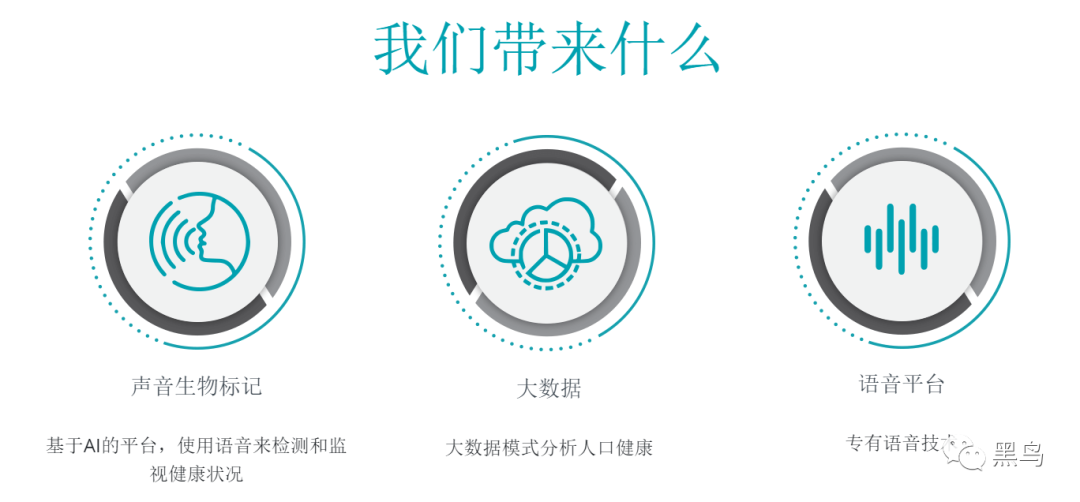 我们带来什么
声音生物标记
大数据
语音平台
基于AI的平台，使用语音来检测和监
视健康状况
大数据模式分析人口健康
专有语音技
黑鸟